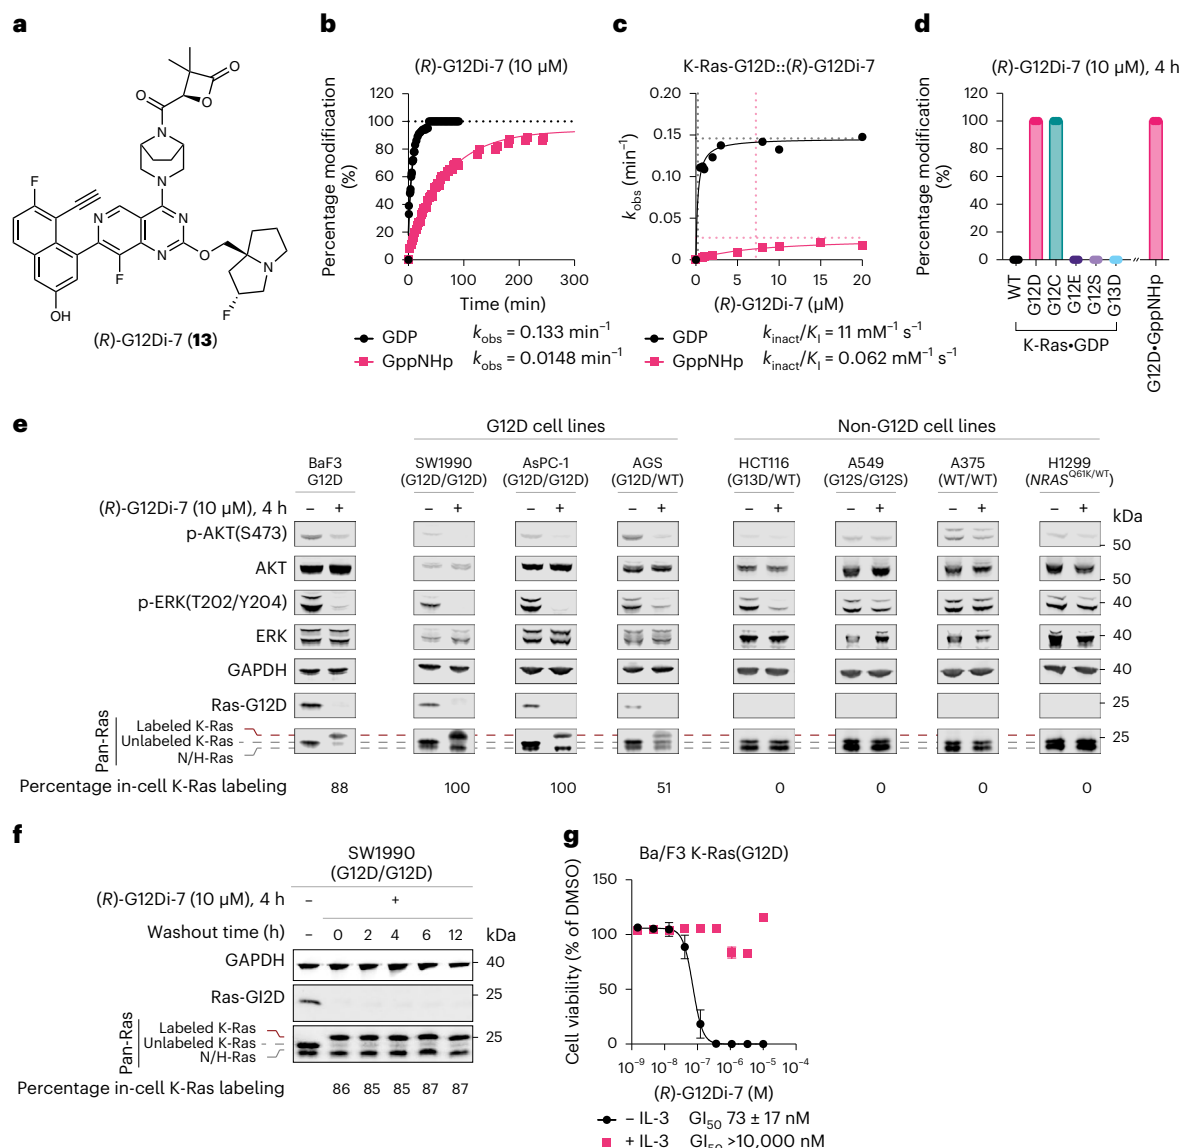 a
O
O
O
N
N
F
N
N
N
O
N
F
F
OH
(R)-G12Di-7 (13)
b
(R)-G12Di-7 (10 µM)
Percentage modification (%)
120
100
80
60
40
20
0
0 100 200 300
Time (min)
GDP kobs = 0.133 min−1
GppNHp kobs = 0.0148 min−1
c
K-Ras-G12D::(R)-G12Di-7
kobs (min−1)
0.20
0.15
0.10
0.05
0
0 5 10 15 20
(R)-G12Di-7 (µM)
GDP kinact/KI = 11 mM−1 s−1
GppNHp kinact/KI = 0.062 mM−1 s−1
d
(R)-G12Di-7 (10 µM), 4 h
Percentage modification (%)
120
100
80
60
40
20
0
WT G12D G12C G12E G12S G13D G12D•GppNHp
K-Ras•GDP
e
G12D cell lines Non-G12D cell lines
BaF3 SW1990 AsPC-1 AGS HCT116 A549 A375 H1299
G12D (G12D/G12D) (G12D/G12D) (G12D/WT) (G13D/WT) (G12S/G12S) (WT/WT) (NRASQ61K/WT)
(R)-G12Di-7 (10 µM), 4 h − + − + − + − + − + − + − + − + kDa
p-AKT(S473) 50
AKT 50
p-ERK(T202/Y204) 40
ERK 40
GAPDH 40
Ras-G12D 25
Pan-Ras
Labeled K-Ras 25
Unlabeled K-Ras
N/H-Ras
Percentage in-cell K-Ras labeling 88 100 100 51 0 0 0 0
f
SW1990
(G12D/G12D)
(R)-G12Di-7 (10 µM), 4 h − +
Washout time (h) − 0 2 4 6 12 kDa
GAPDH 40
Ras-GI2D 25
Pan-Ras
Labeled K-Ras 25
Unlabeled K-Ras
N/H-Ras
Percentage in-cell K-Ras labeling 86 85 85 87 87
g
Ba/F3 K-Ras(G12D)
Cell viability (% of DMSO)
150
100
50
0
10−9 10−8 10−7 10−6 10−5 10−4
(R)-G12Di-7 (M)
− IL-3 GI50 73 ± 17 nM
+ IL-3 GI50 >10,000 nM